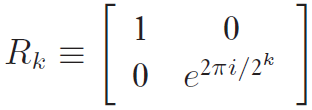 R_k ≡ [ 1 0
0 e^{2πi/2^k} ]